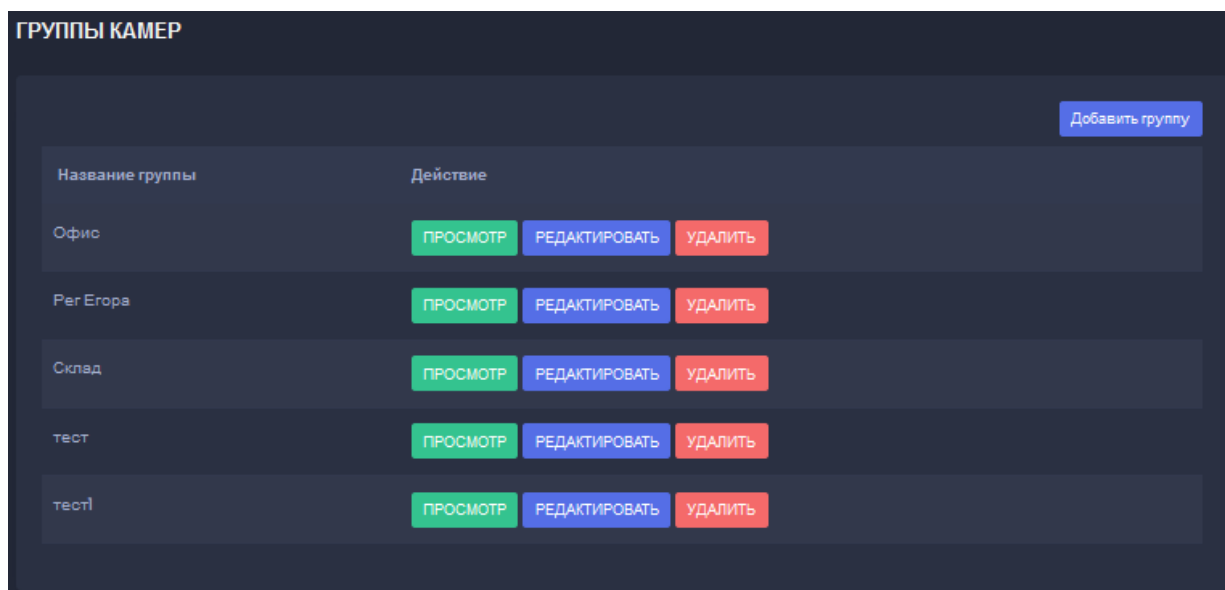 ГРУППЫ КАМЕР
Добавить группу
Название группы Действие
Офис ПРОСМОТР РЕДАКТИРОВАТЬ УДАЛИТЬ
Рег Егора ПРОСМОТР РЕДАКТИРОВАТЬ УДАЛИТЬ
Склад ПРОСМОТР РЕДАКТИРОВАТЬ УДАЛИТЬ
тест ПРОСМОТР РЕДАКТИРОВАТЬ УДАЛИТЬ
тест1 ПРОСМОТР РЕДАКТИРОВАТЬ УДАЛИТЬ